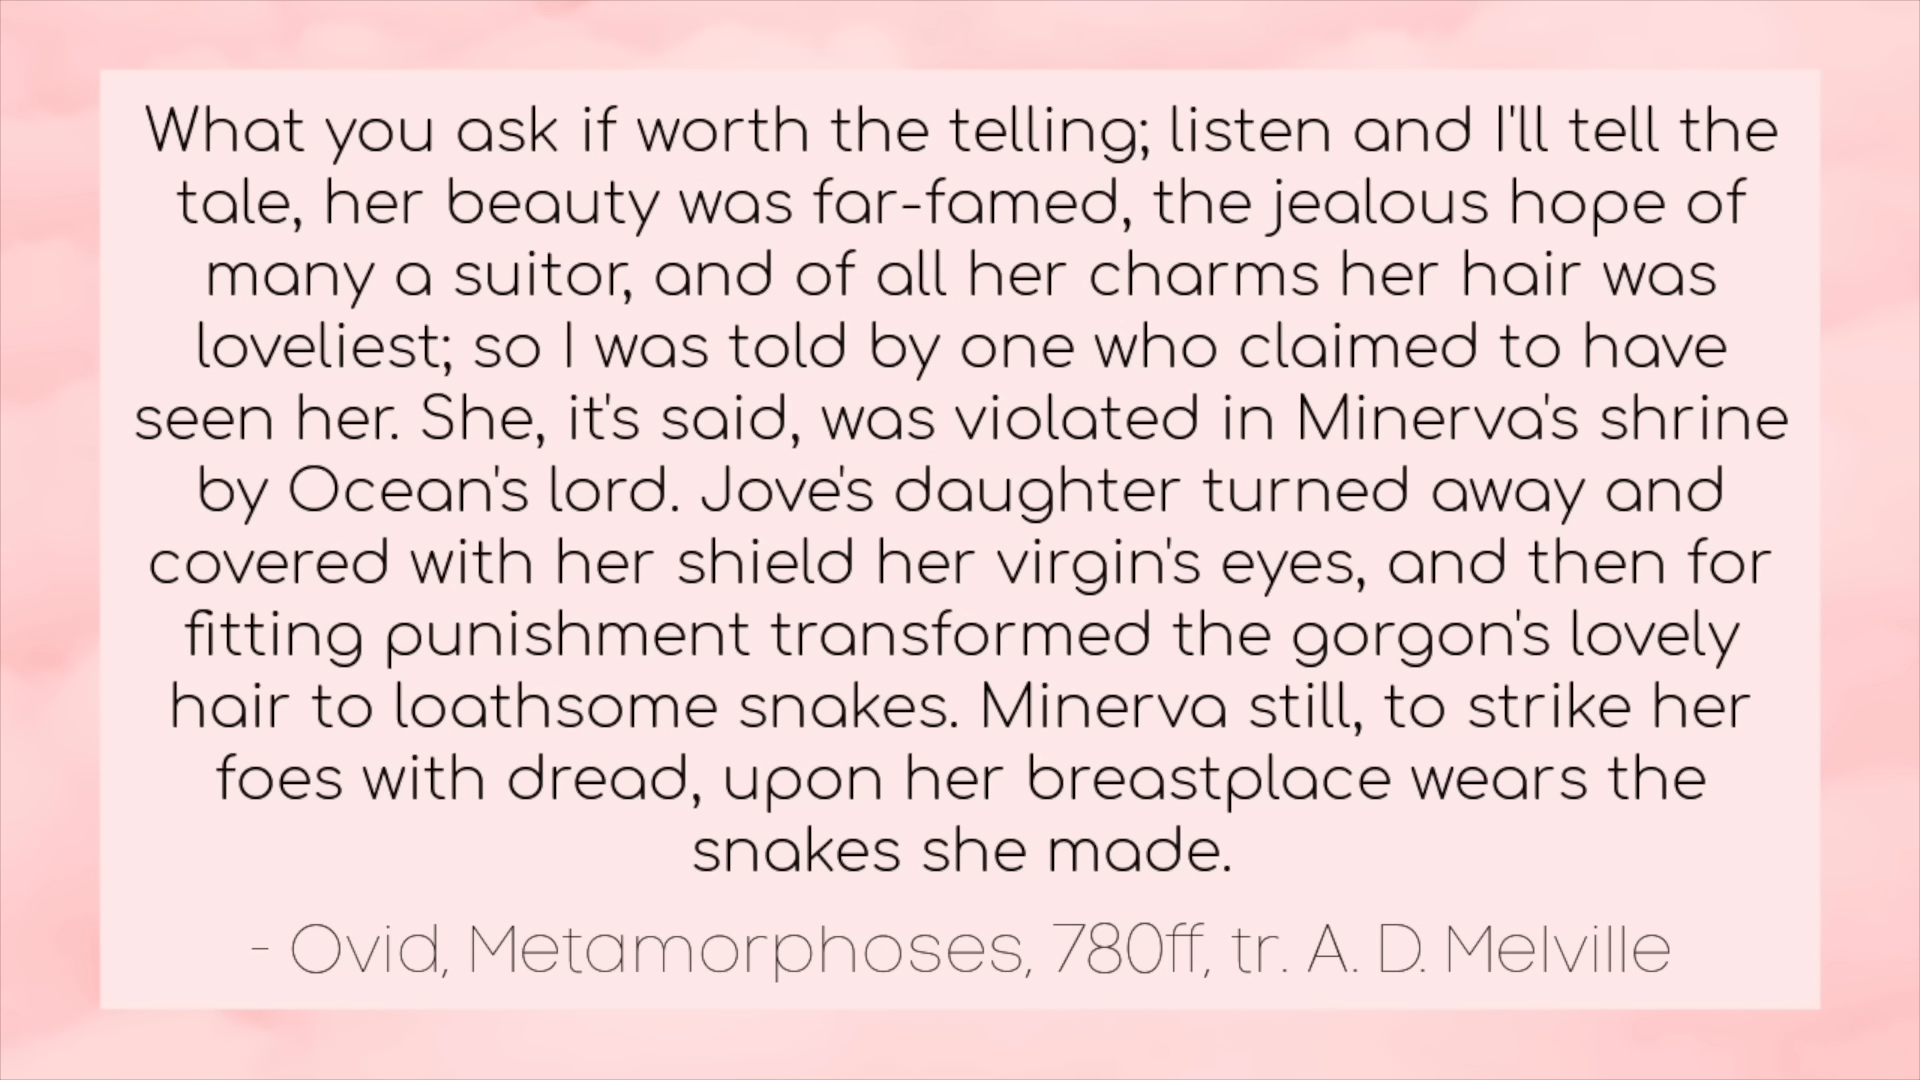 What you ask if worth the telling; listen and I'll tell the
tale, her beauty was far-famed, the jealous hope of
many a suitor, and of all her charms her hair was
loveliest; so I was told by one who claimed to have
seen her. She, it's said, was violated in Minerva's shrine
by Ocean's lord. Jove's daughter turned away and
covered with her shield her virgin's eyes, and then for
fitting punishment transformed the gorgon's lovely
hair to loathsome snakes. Minerva still, to strike her
foes with dread, upon her breastplace wears the
snakes she made.
- Ovid, Metamorphoses, 780ff, tr. A. D. Melville